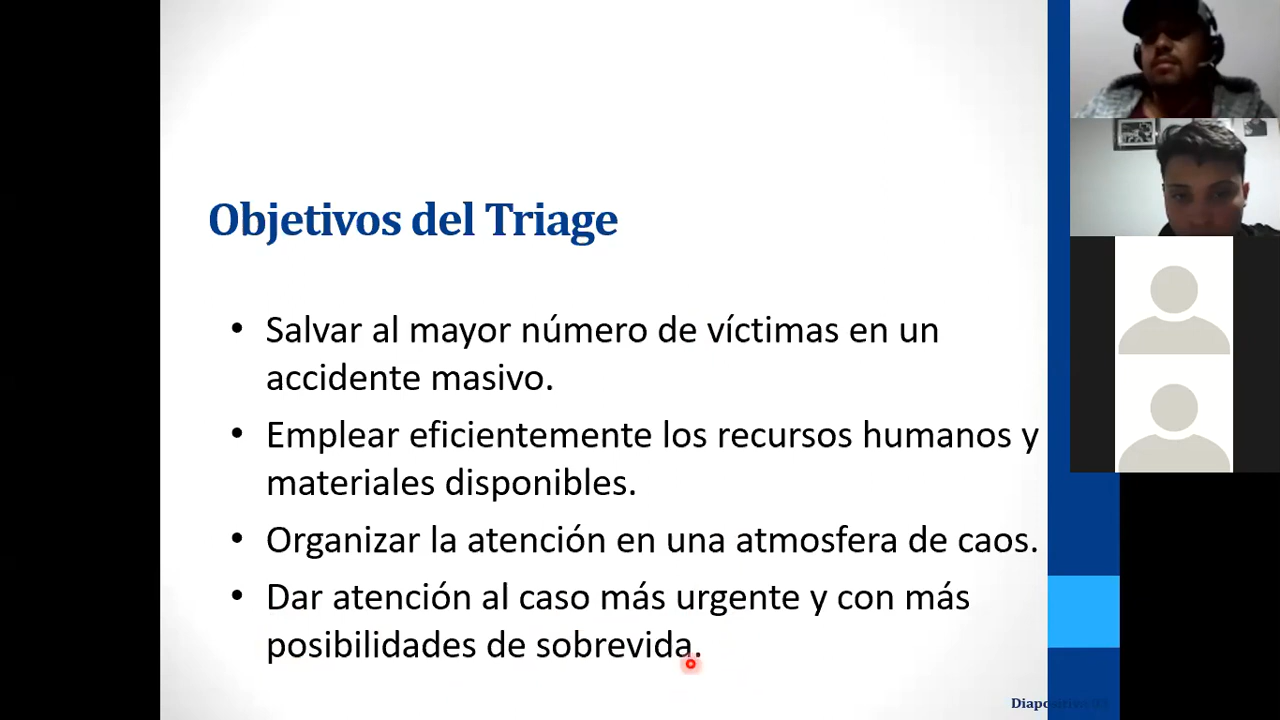 Objetivos del Triage
• Salvar al mayor número de víctimas en un
accidente masivo.
• Emplear eficientemente los recursos humanos y
materiales disponibles.
• Organizar la atención en una atmosfera de caos.
• Dar atención al caso más urgente y con más
posibilidades de sobrevida.